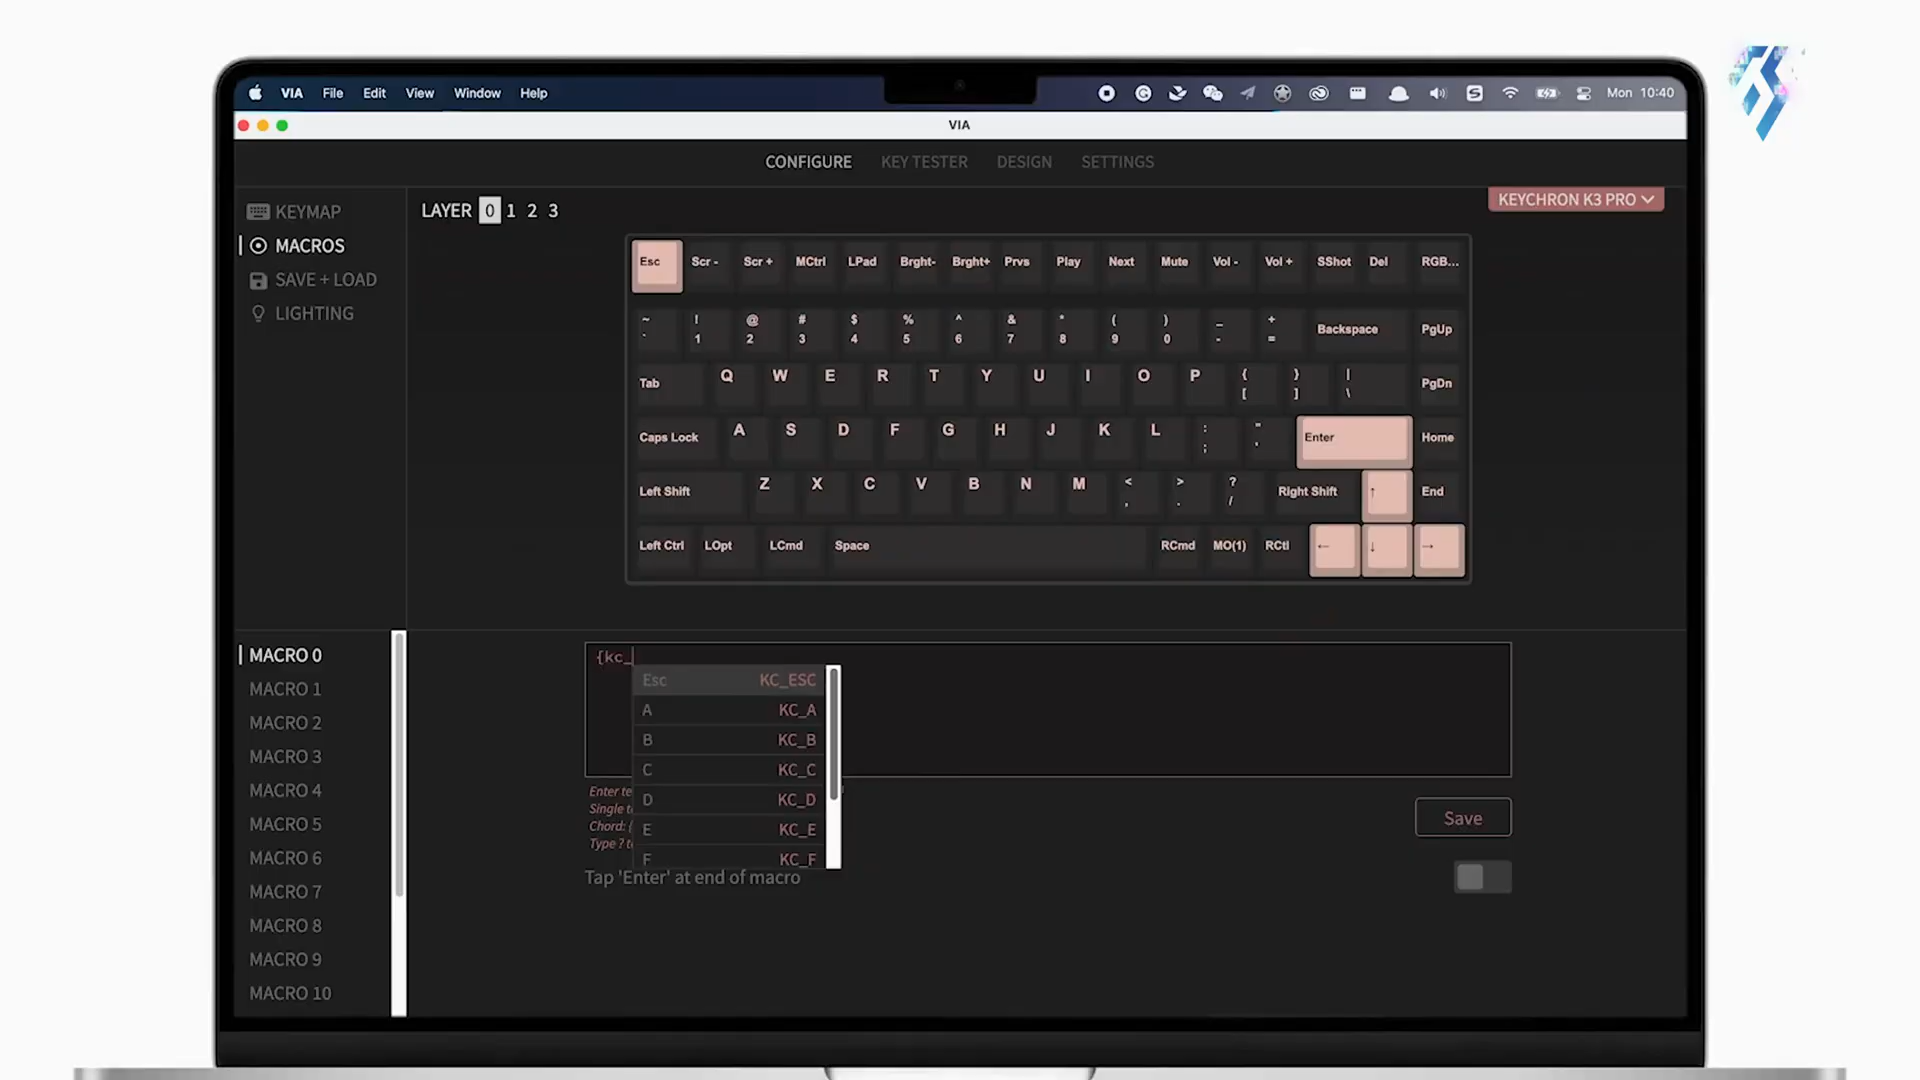 VIA File Edit View Window Help Mon 10:40
VIA
CONFIGURE KEY TESTER DESIGN SETTINGS
KEYMAP
MACROS
SAVE + LOAD
LIGHTING
LAYER 0 1 2 3
KEYCHRON K3 PRO
Esc Scr - Scr + MCtrl LPad Brght- Brght+ Prvs Play Next Mute Vol - Vol + SShot Del RGB...
~ ! @ # $ % ^ & * ( ) _ +
` 1 2 3 4 5 6 7 8 9 0 - = Backspace PgUp
Tab Q W E R T Y U I O P { } |
[ ] \ PgDn
Caps Lock A S D F G H J K L : "
; ' Enter Home
Left Shift Z X C V B N M < > ?
, . / Right Shift ↑ End
Left Ctrl LOpt LCmd Space RCmd MO(1) RCtl ← ↓ →
MACRO 0
MACRO 1
MACRO 2
MACRO 3
MACRO 4
MACRO 5
MACRO 6
MACRO 7
MACRO 8
MACRO 9
MACRO 10
{kc_
Esc KC_ESC
A KC_A
B KC_B
C KC_C
D KC_D
E KC_E
F KC_F
Enter
Single
Chord: (
Type ?
Save
Tap 'Enter' at end of macro